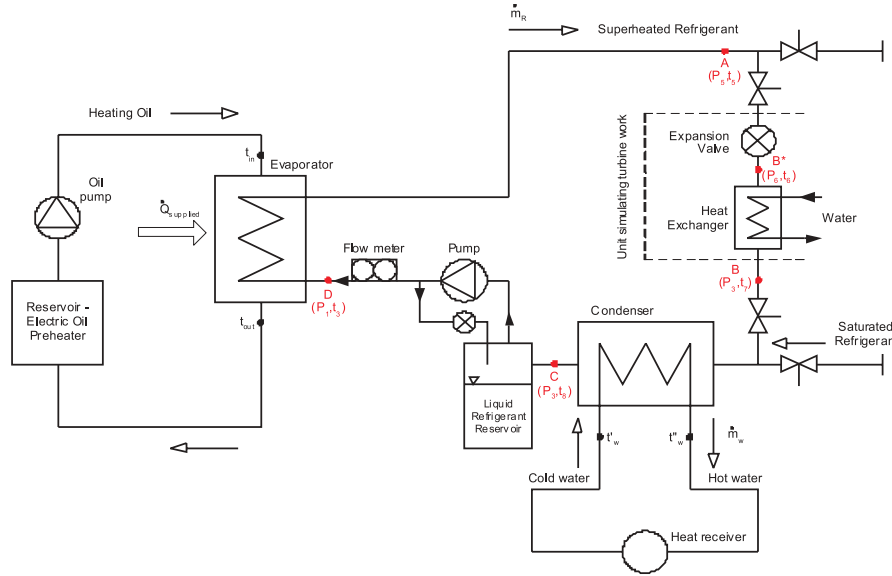 ṁR
Superheated Refrigerant
A
(P5,t5)
Heating Oil
Expansion
Valve
B*
(P6,t6)
tin
Evaporator
Oil
pump
Q̇supplied
Heat
Exchanger
Water
Unit simulating turbine work
Flow meter
Pump
B
(P3,t7)
D
(P1,t3)
Reservoir -
Electric Oil
Preheater
tout
Condenser
Saturated
Refrigerar
C
(P3,t8)
Liquid
Refrigerant
Reservoir
t'w
t"w
ṁw
Cold water
Hot water
Heat receiver